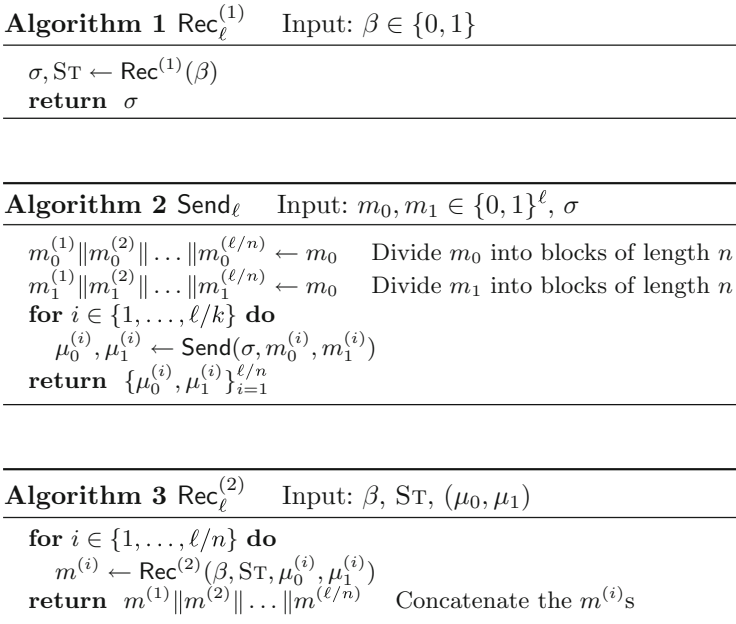 Algorithm 1 Rec_ℓ^{(1)} Input: β ∈ {0, 1}
σ, ST ← Rec^{(1)}(β)
return σ
Algorithm 2 Send_ℓ Input: m_0, m_1 ∈ {0, 1}^ℓ, σ
m_0^{(1)}‖m_0^{(2)}‖ … ‖m_0^{(ℓ/n)} ← m_0 Divide m_0 into blocks of length n
m_1^{(1)}‖m_1^{(2)}‖ … ‖m_1^{(ℓ/n)} ← m_0 Divide m_1 into blocks of length n
for i ∈ {1, …, ℓ/k} do
μ_0^{(i)}, μ_1^{(i)} ← Send(σ, m_0^{(i)}, m_1^{(i)})
return {μ_0^{(i)}, μ_1^{(i)}}_{i=1}^{ℓ/n}
Algorithm 3 Rec_ℓ^{(2)} Input: β, ST, (μ_0, μ_1)
for i ∈ {1, …, ℓ/n} do
m^{(i)} ← Rec^{(2)}(β, ST, μ_0^{(i)}, μ_1^{(i)})
return m^{(1)}‖m^{(2)}‖ … ‖m^{(ℓ/n)} Concatenate the m^{(i)}s